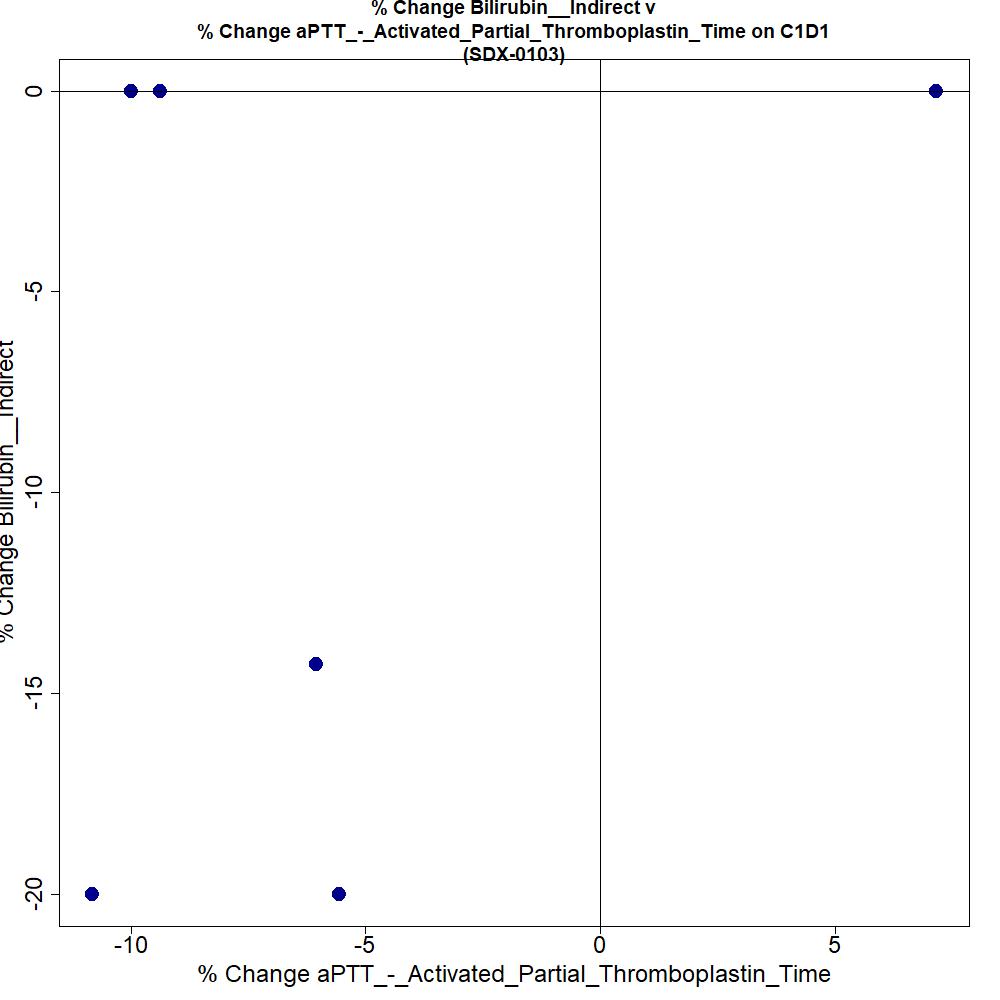 % Change Bilirubin__Indirect v
% Change aPTT_-_Activated_Partial_Thromboplastin_Time on C1D1
(SDX-0103)
0
-5
-10
-15
-20
% Change Bilirubin__Indirect
-10
-5
0
5
% Change aPTT_-_Activated_Partial_Thromboplastin_Time